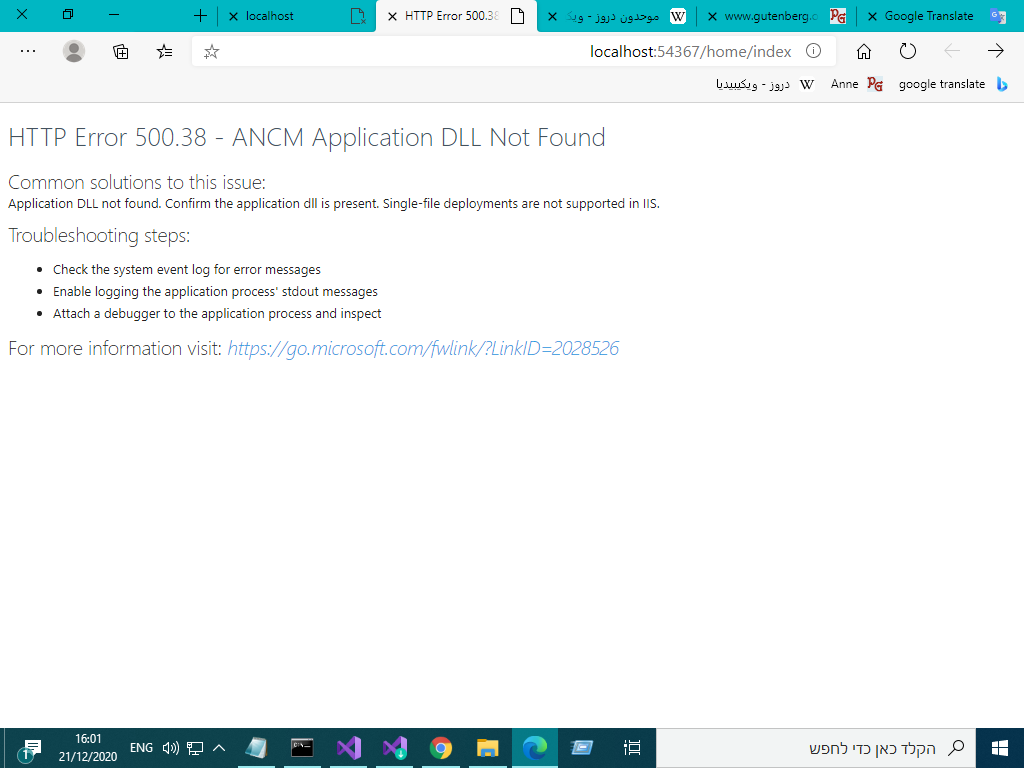 localhost
HTTP Error 500.38
موحدون دروز - ويك
www.gutenberg.o
Google Translate
localhost:54367/home/index
دروز - ويكيبيديا
Anne
google translate
HTTP Error 500.38 - ANCM Application DLL Not Found
Common solutions to this issue:
Application DLL not found. Confirm the application dll is present. Single-file deployments are not supported in IIS.
Troubleshooting steps:
• Check the system event log for error messages
• Enable logging the application process' stdout messages
• Attach a debugger to the application process and inspect
For more information visit: https://go.microsoft.com/fwlink/?LinkID=2028526
1
16:01
21/12/2020
ENG
הקלד כאן כדי לחפש